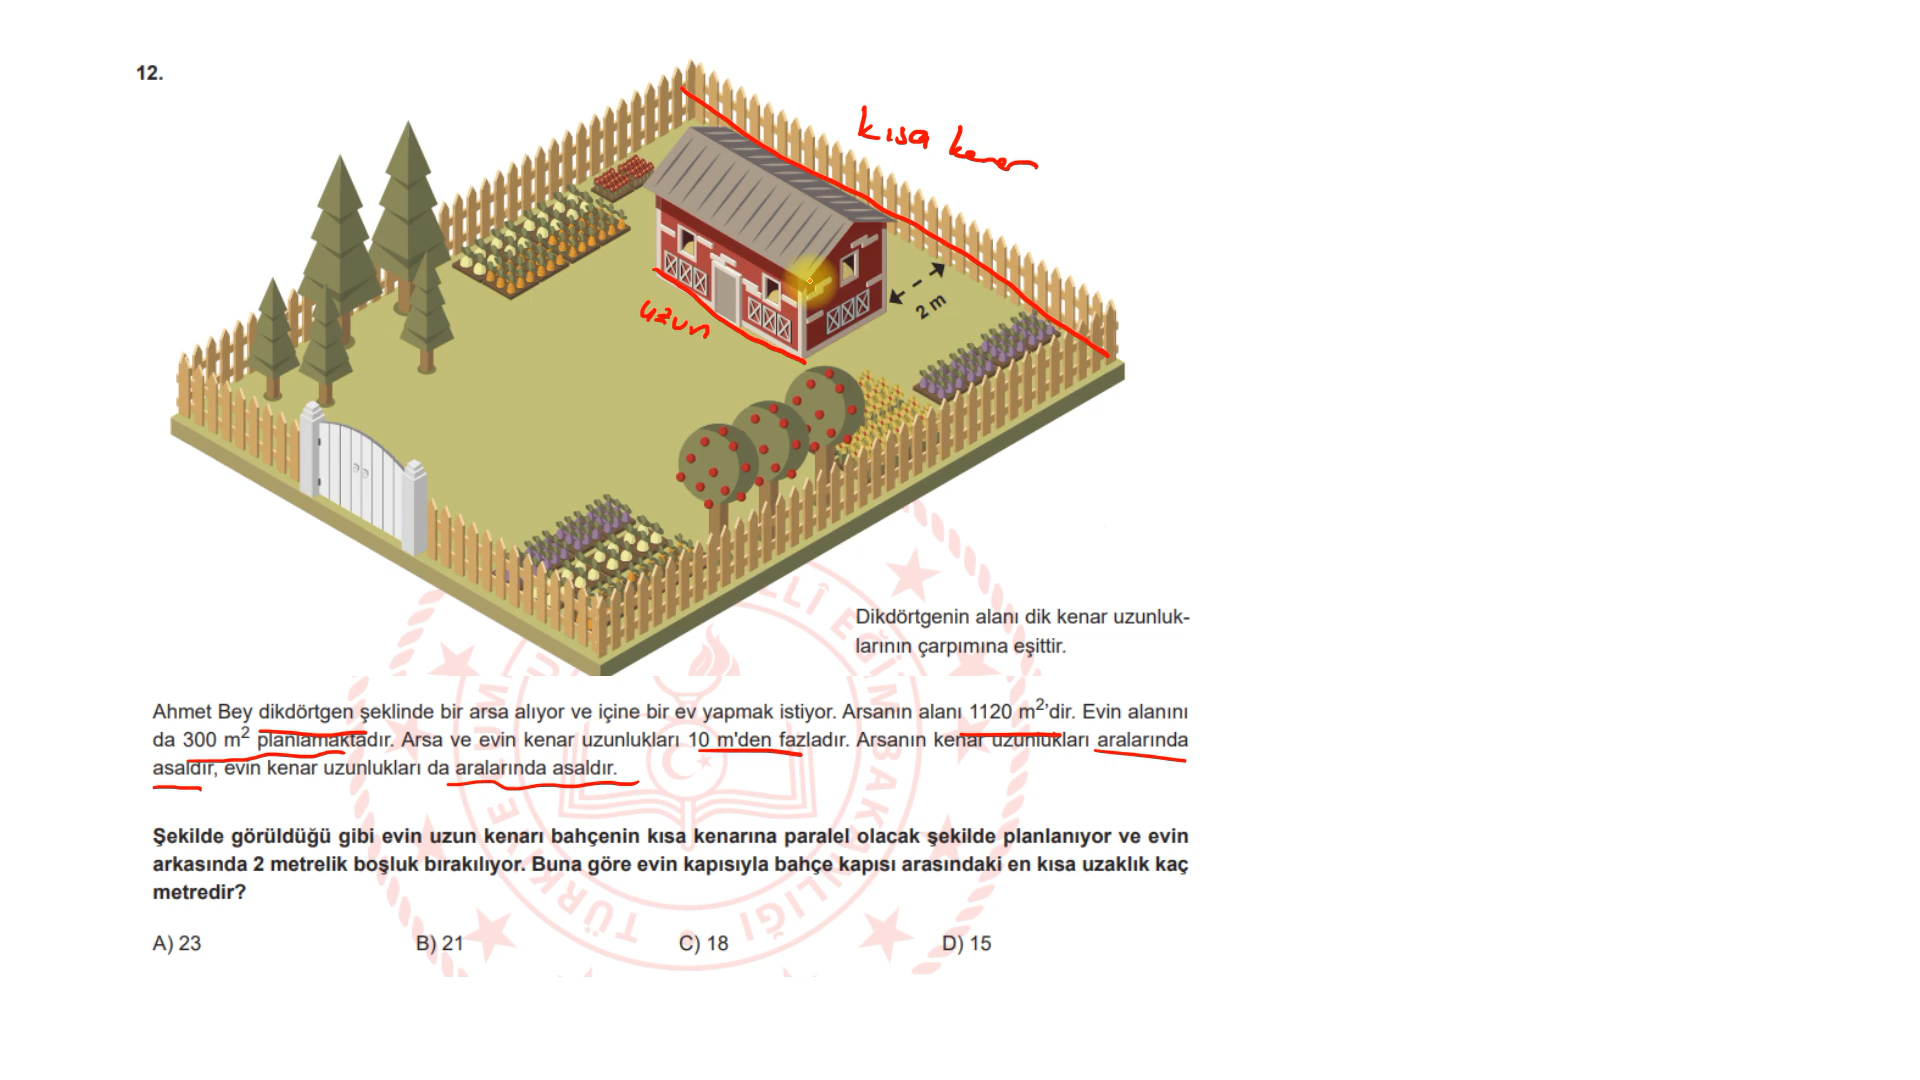 12.
kısa kenar
2 m
uzun
Dikdörtgenin alanı dik kenar uzunluk-
larının çarpımına eşittir.
Ahmet Bey dikdörtgen şeklinde bir arsa alıyor ve içine bir ev yapmak istiyor. Arsanın alanı 1120 m²'dir. Evin alanını
da 300 m² planlamaktadır. Arsa ve evin kenar uzunlukları 10 m'den fazladır. Arsanın kenar uzunlukları aralarında
asaldır, evin kenar uzunlukları da aralarında asaldır.
Şekilde görüldüğü gibi evin uzun kenarı bahçenin kısa kenarına paralel olacak şekilde planlanıyor ve evin
arkasında 2 metrelik boşluk bırakılıyor. Buna göre evin kapısıyla bahçe kapısı arasındaki en kısa uzaklık kaç
metredir?
A) 23 B) 21 C) 18 D) 15